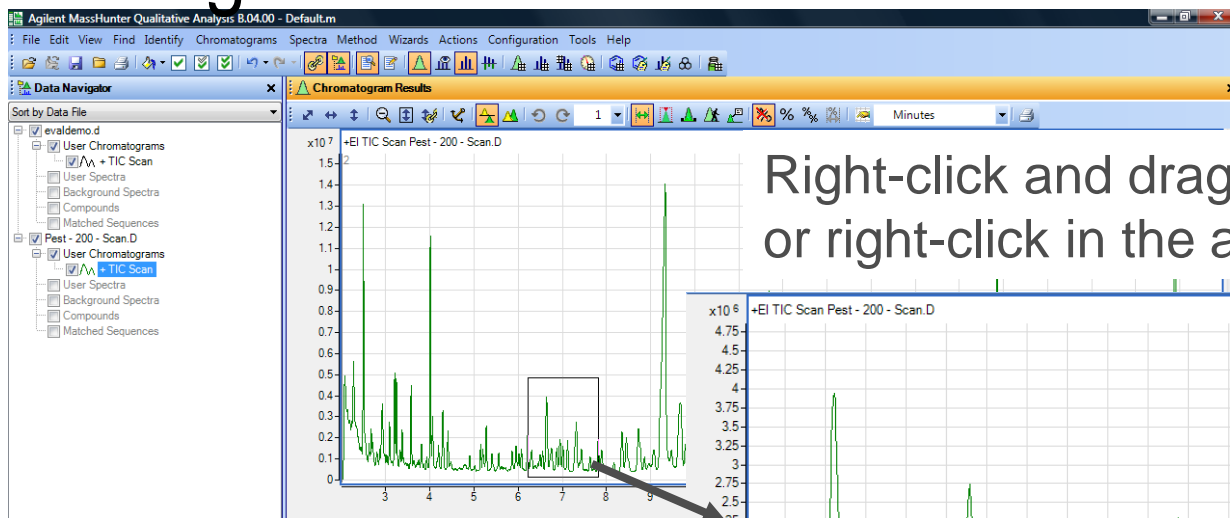 Agilent MassHunter Qualitative Analysis B.04.00 - Default.m
File Edit View Find Identify Chromatograms Spectra Method Wizards Actions Configuration Tools Help
Data Navigator
Chromatogram Results
Sort by Data File
1
Minutes
evaldemo.d
User Chromatograms
+ TIC Scan
User Spectra
Background Spectra
Compounds
Matched Sequences
Pest - 200 - Scan.D
User Chromatograms
+ TIC Scan
User Spectra
Background Spectra
Compounds
Matched Sequences
x10 7 +EI TIC Scan Pest - 200 - Scan.D
1.5 2
1.4
1.3
1.2
1.1
1
0.9
0.8
0.7
0.6
0.5
0.4
0.3
0.2
0.1
0
3 4 5 6 7 8 9
Right-click and drag
or right-click in the a
x10 6 +EI TIC Scan Pest - 200 - Scan.D
4.75
4.5
4.25
4
3.75
3.5
3.25
3
2.75
2.5